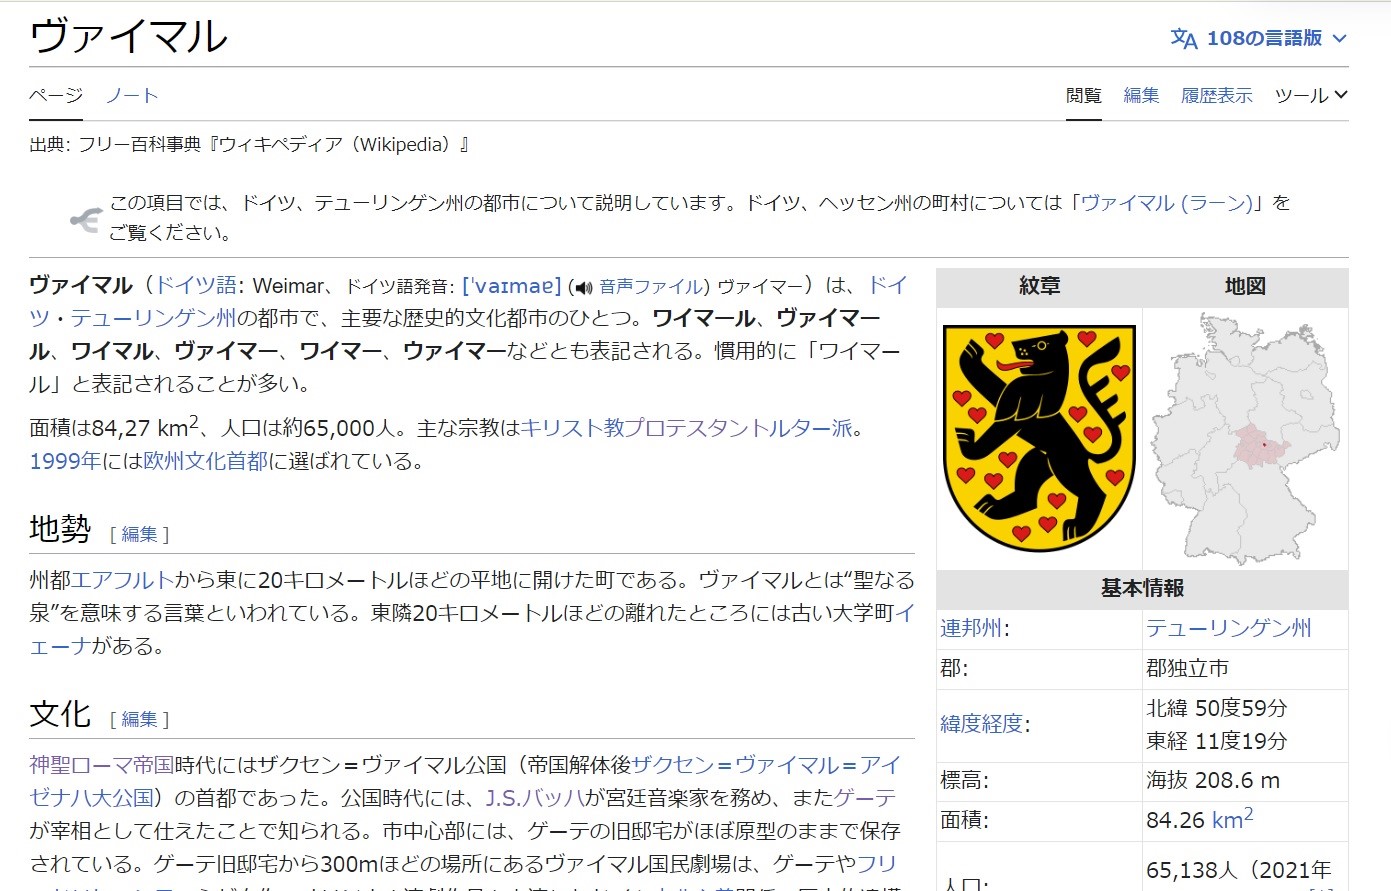 ヴァイマル
108の言語版
ページ ノート
閲覧 編集 履歴表示 ツール
出典: フリー百科事典『ウィキペディア（Wikipedia）』
この項目では、ドイツ、テューリンゲン州の都市について説明しています。ドイツ、ヘッセン州の町村については「ヴァイマル (ラーン)」を
ご覧ください。
ヴァイマル（ドイツ語: Weimar、ドイツ語発音: [ˈvaɪmaɐ] ( 音声ファイル) ヴァイマー）は、ドイ
ツ・テューリンゲン州の都市で、主要な歴史的文化都市のひとつ。ワイマール、ヴァイマー
ル、ワイマル、ヴァイマー、ワイマー、ウァイマーなどとも表記される。慣用的に「ワイマー
ル」と表記されることが多い。
面積は84,27 km2、人口は約65,000人。主な宗教はキリスト教プロテスタントルター派。
1999年には欧州文化首都に選ばれている。
地勢 [ 編集 ]
州都エアフルトから東に20キロメートルほどの平地に開けた町である。ヴァイマルとは“聖なる
泉”を意味する言葉といわれている。東隣20キロメートルほどの離れたところには古い大学町イ
ェーナがある。
文化 [ 編集 ]
神聖ローマ帝国時代にはザクセン＝ヴァイマル公国（帝国解体後ザクセン＝ヴァイマル＝アイ
ゼナハ大公国）の首都であった。公国時代には、J.S.バッハが宮廷音楽家を務め、またゲーテ
が宰相として仕えたことで知られる。市中心部には、ゲーテの旧邸宅がほぼ原型のままで保存
されている。ゲーテ旧邸宅から300mほどの場所にあるヴァイマル国民劇場は、ゲーテやフリ
紋章 地図
基本情報
連邦州: テューリンゲン州
郡: 郡独立市
緯度経度: 北緯 50度59分
東経 11度19分
標高: 海抜 208.6 m
面積: 84.26 km2
人口: 65,138人（2021年